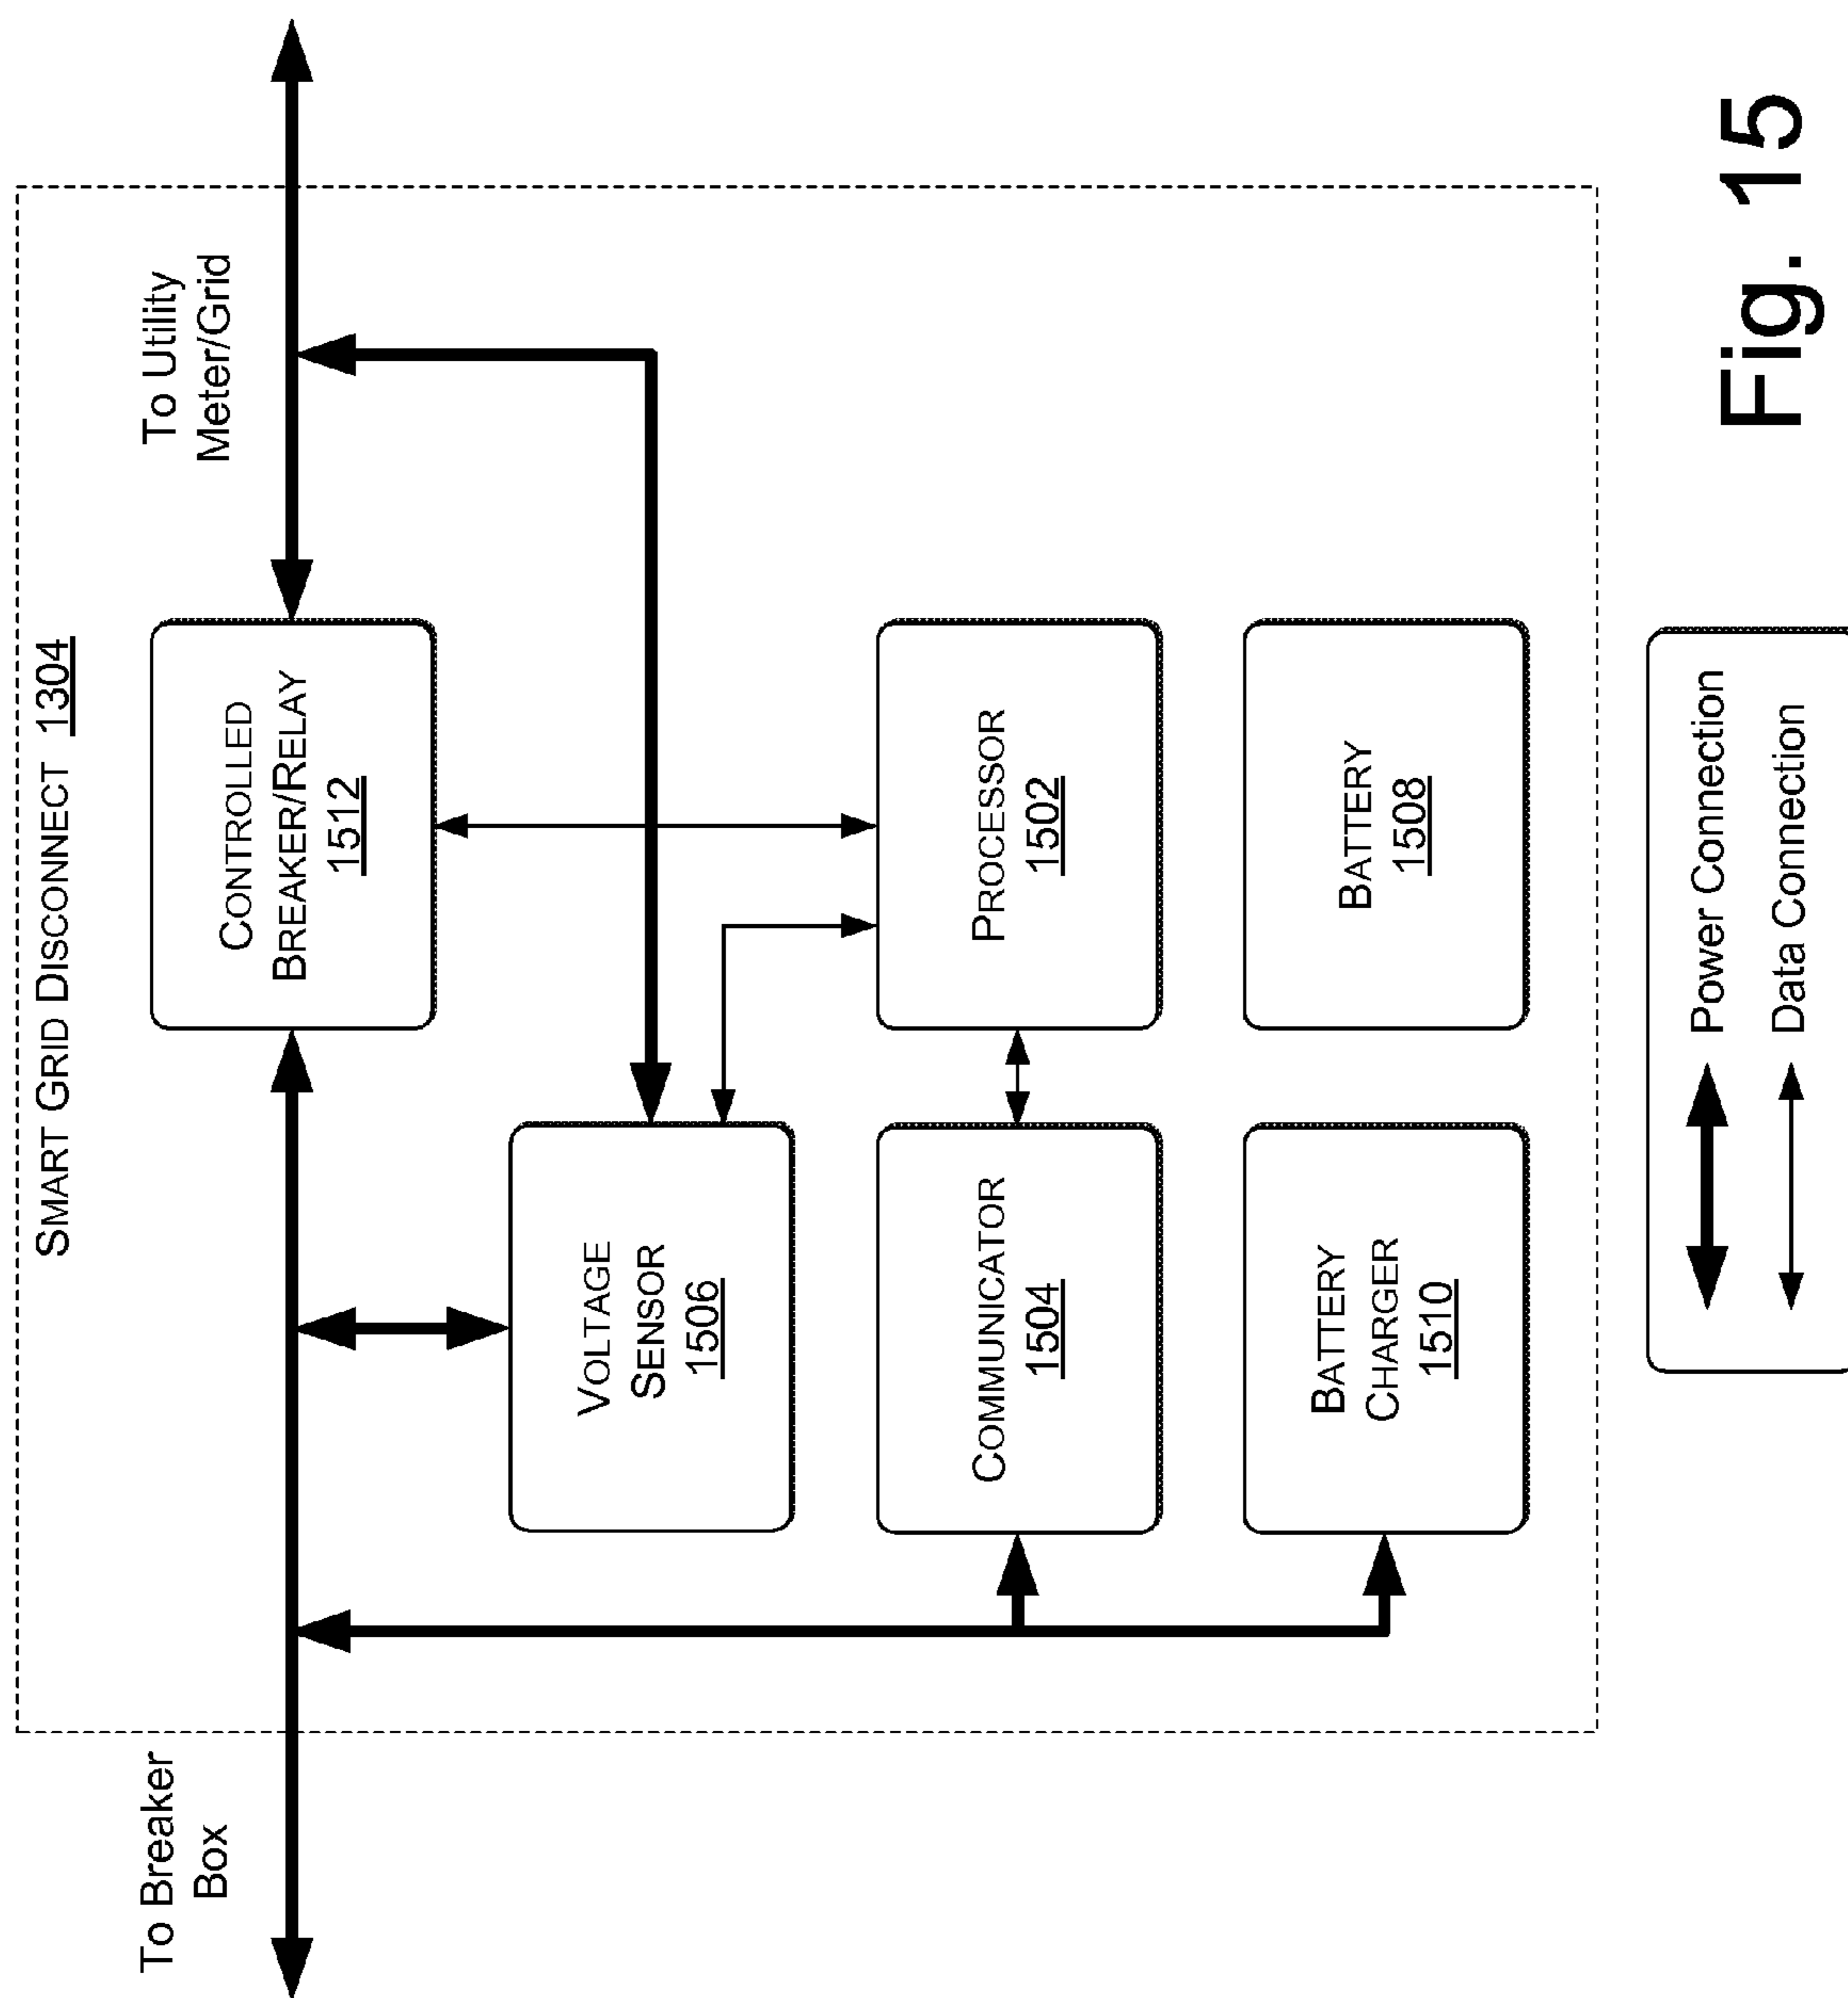 SMART GRID DISCONNECT 1304
To Breaker
Box
To Utility
Meter/Grid
CONTROLLED
BREAKER/RELAY
1512
VOLTAGE
SENSOR
1506
COMMUNICATOR
1504
PROCESSOR
1502
BATTERY
CHARGER
1510
BATTERY
1508
Power Connection
Data Connection
Fig. 15